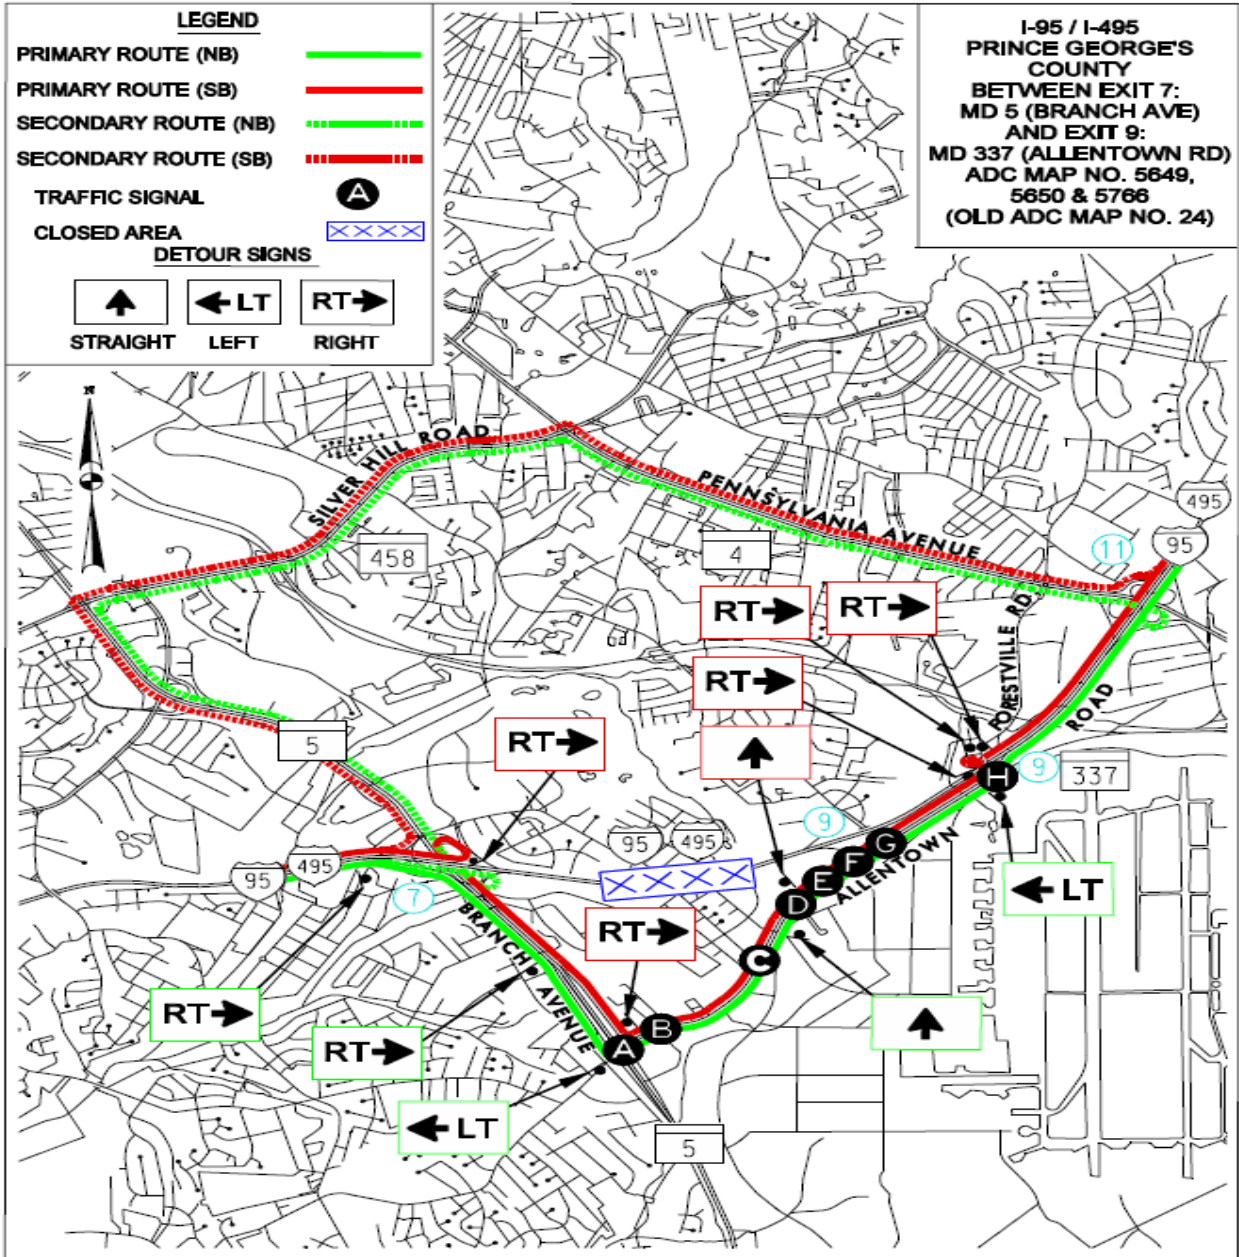 LEGEND
PRIMARY ROUTE (NB)
PRIMARY ROUTE (SB)
SECONDARY ROUTE (NB)
SECONDARY ROUTE (SB)
TRAFFIC SIGNAL
A
CLOSED AREA
DETOUR SIGNS
LT
RT
STRAIGHT
LEFT
RIGHT
I-95 / I-495
PRINCE GEORGE'S
COUNTY
BETWEEN EXIT 7:
MD 5 (BRANCH AVE)
AND EXIT 9:
MD 337 (ALLENTOWN RD)
ADC MAP NO. 5649,
5650 & 5766
(OLD ADC MAP NO. 24)
N
SILVER HILL ROAD
458
PENNSYLVANIA AVENUE
4
11
495
95
RT
RT
FORESTVILLE RD
RT
ROAD
5
RT
9
H
337
9
95
495
G
F
E
D
ALLENTOWN
LT
95
495
7
BRANCH AVENUE
RT
C
RT
RT
B
A
LT
5